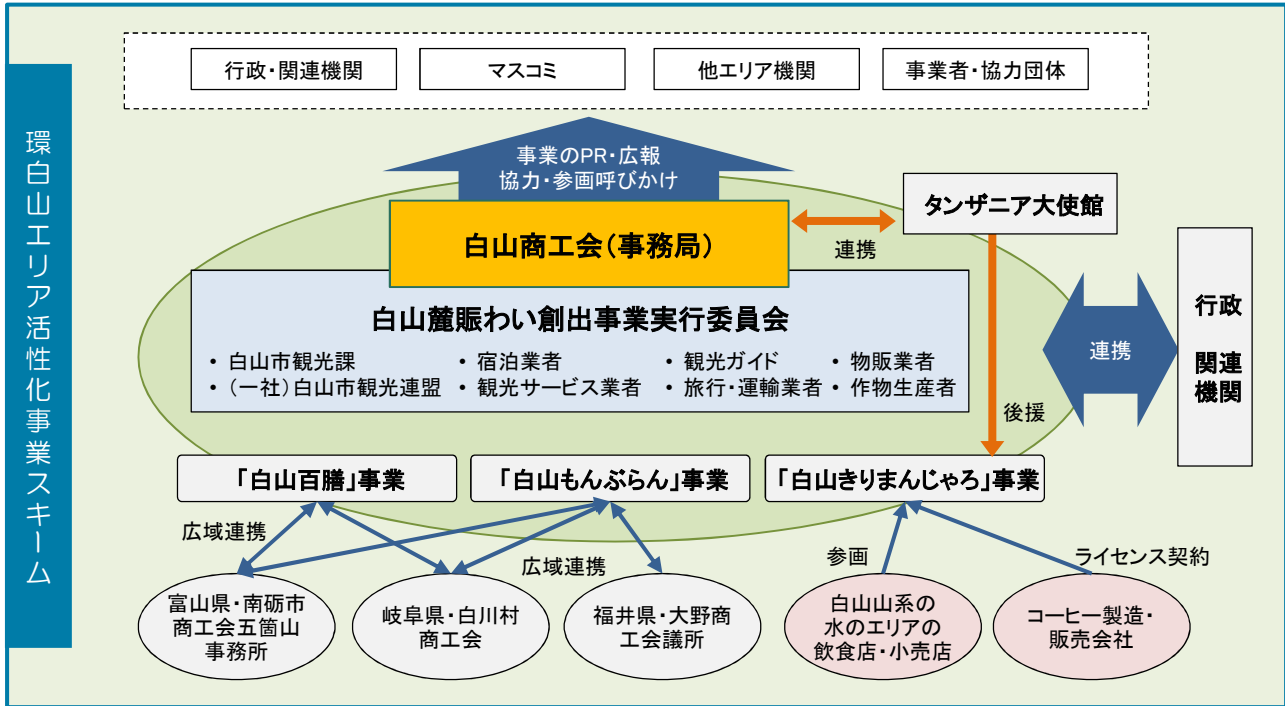 環白山エリア活性化事業スキーム
行政・関連機関
マスコミ
他エリア機関
事業者・協力団体
事業のPR・広報
協力・参画呼びかけ
白山商工会(事務局)
連携
タンザニア大使館
白山麓賑わい創出事業実行委員会
• 白山市観光課
• (一社)白山市観光連盟
• 宿泊業者
• 観光サービス業者
• 観光ガイド
• 旅行・運輸業者
• 物販業者
• 作物生産者
後援
連携
行政
関連
機関
「白山百膳」事業
「白山もんぶらん」事業
「白山きりまんじゃろ」事業
広域連携
広域連携
参画
ライセンス契約
富山県・南砺市
商工会五箇山
事務所
岐阜県・白川村
商工会
福井県・大野商
工会議所
白山山系の
水のエリアの
飲食店・小売店
コーヒー製造・
販売会社